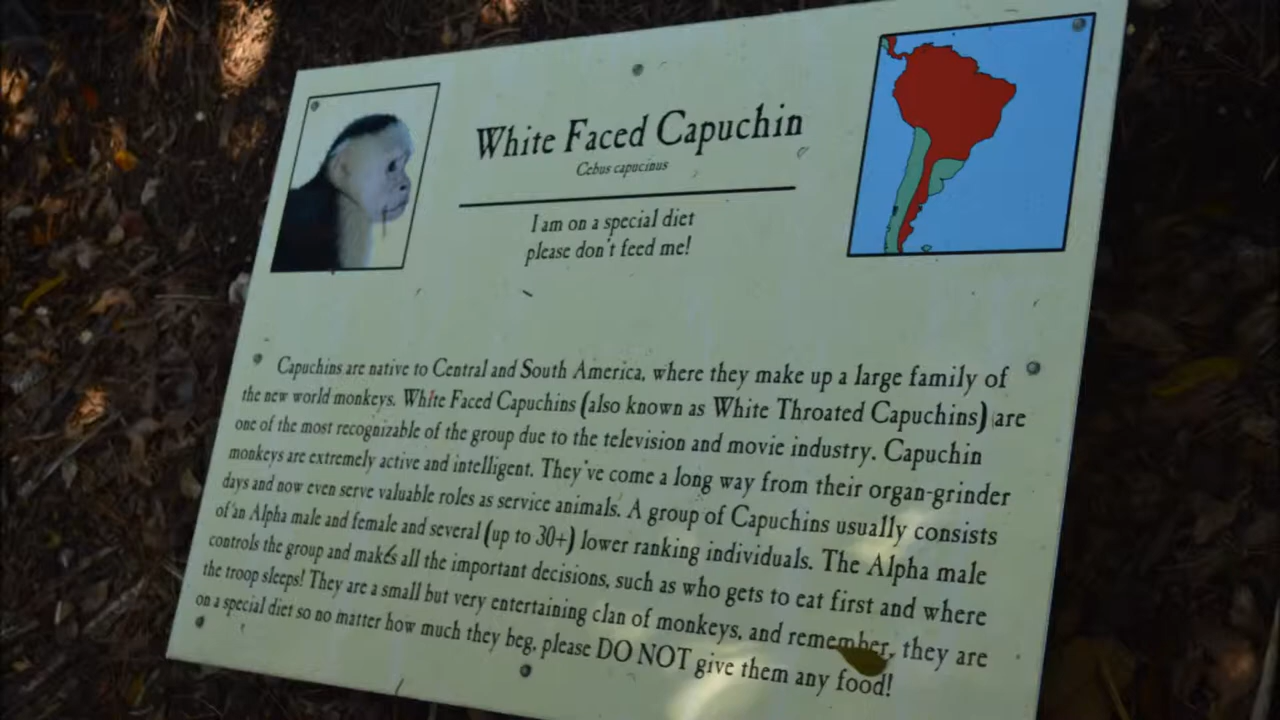 White Faced Capuchin
Cebus capucinus
I am on a special diet
please don't feed me!
Capuchins are native to Central and South America, where they make up a large family of
the new world monkeys. White Faced Capuchins (also known as White Throated Capuchins) are
one of the most recognizable of the group due to the television and movie industry. Capuchin
monkeys are extremely active and intelligent. They've come a long way from their organ-grinder
days and now even serve valuable roles as service animals. A group of Capuchins usually consists
of an Alpha male and female and several (up to 30+) lower ranking individuals. The Alpha male
controls the group and makes all the important decisions, such as who gets to eat first and where
the troop sleeps! They are a small but very entertaining clan of monkeys, and remember, they are
on a special diet so no matter how much they beg, please DO NOT give them any food!